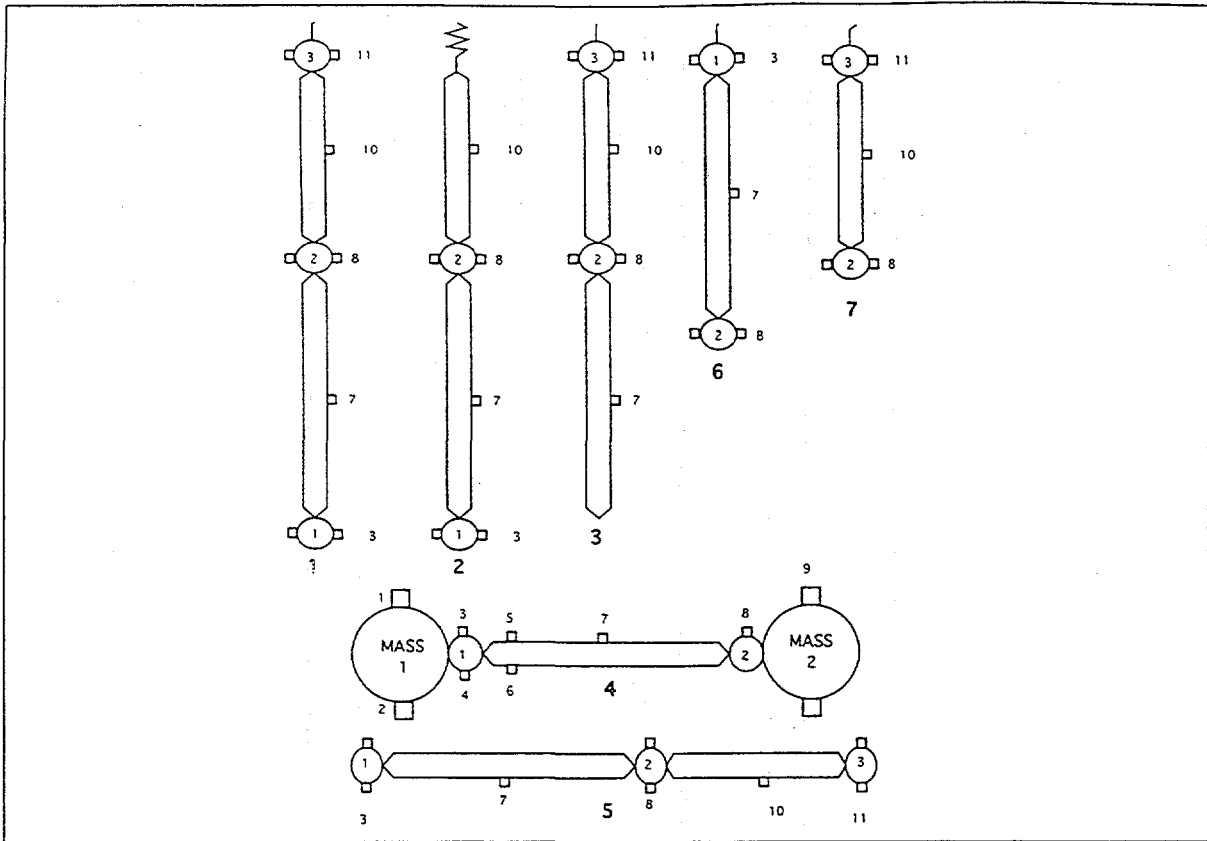 3 11 3 11 1 3 3 11
10 10 10 10
7
2 8 2 8 2 8 2 8
7
2 8
6
7 7 7
1 3 1 3 3
1 2
9
1 3 5 7 8
MASS 1 1 2 MASS 2
2 4 6 4
1 2 3
7 8 5 10
3 11